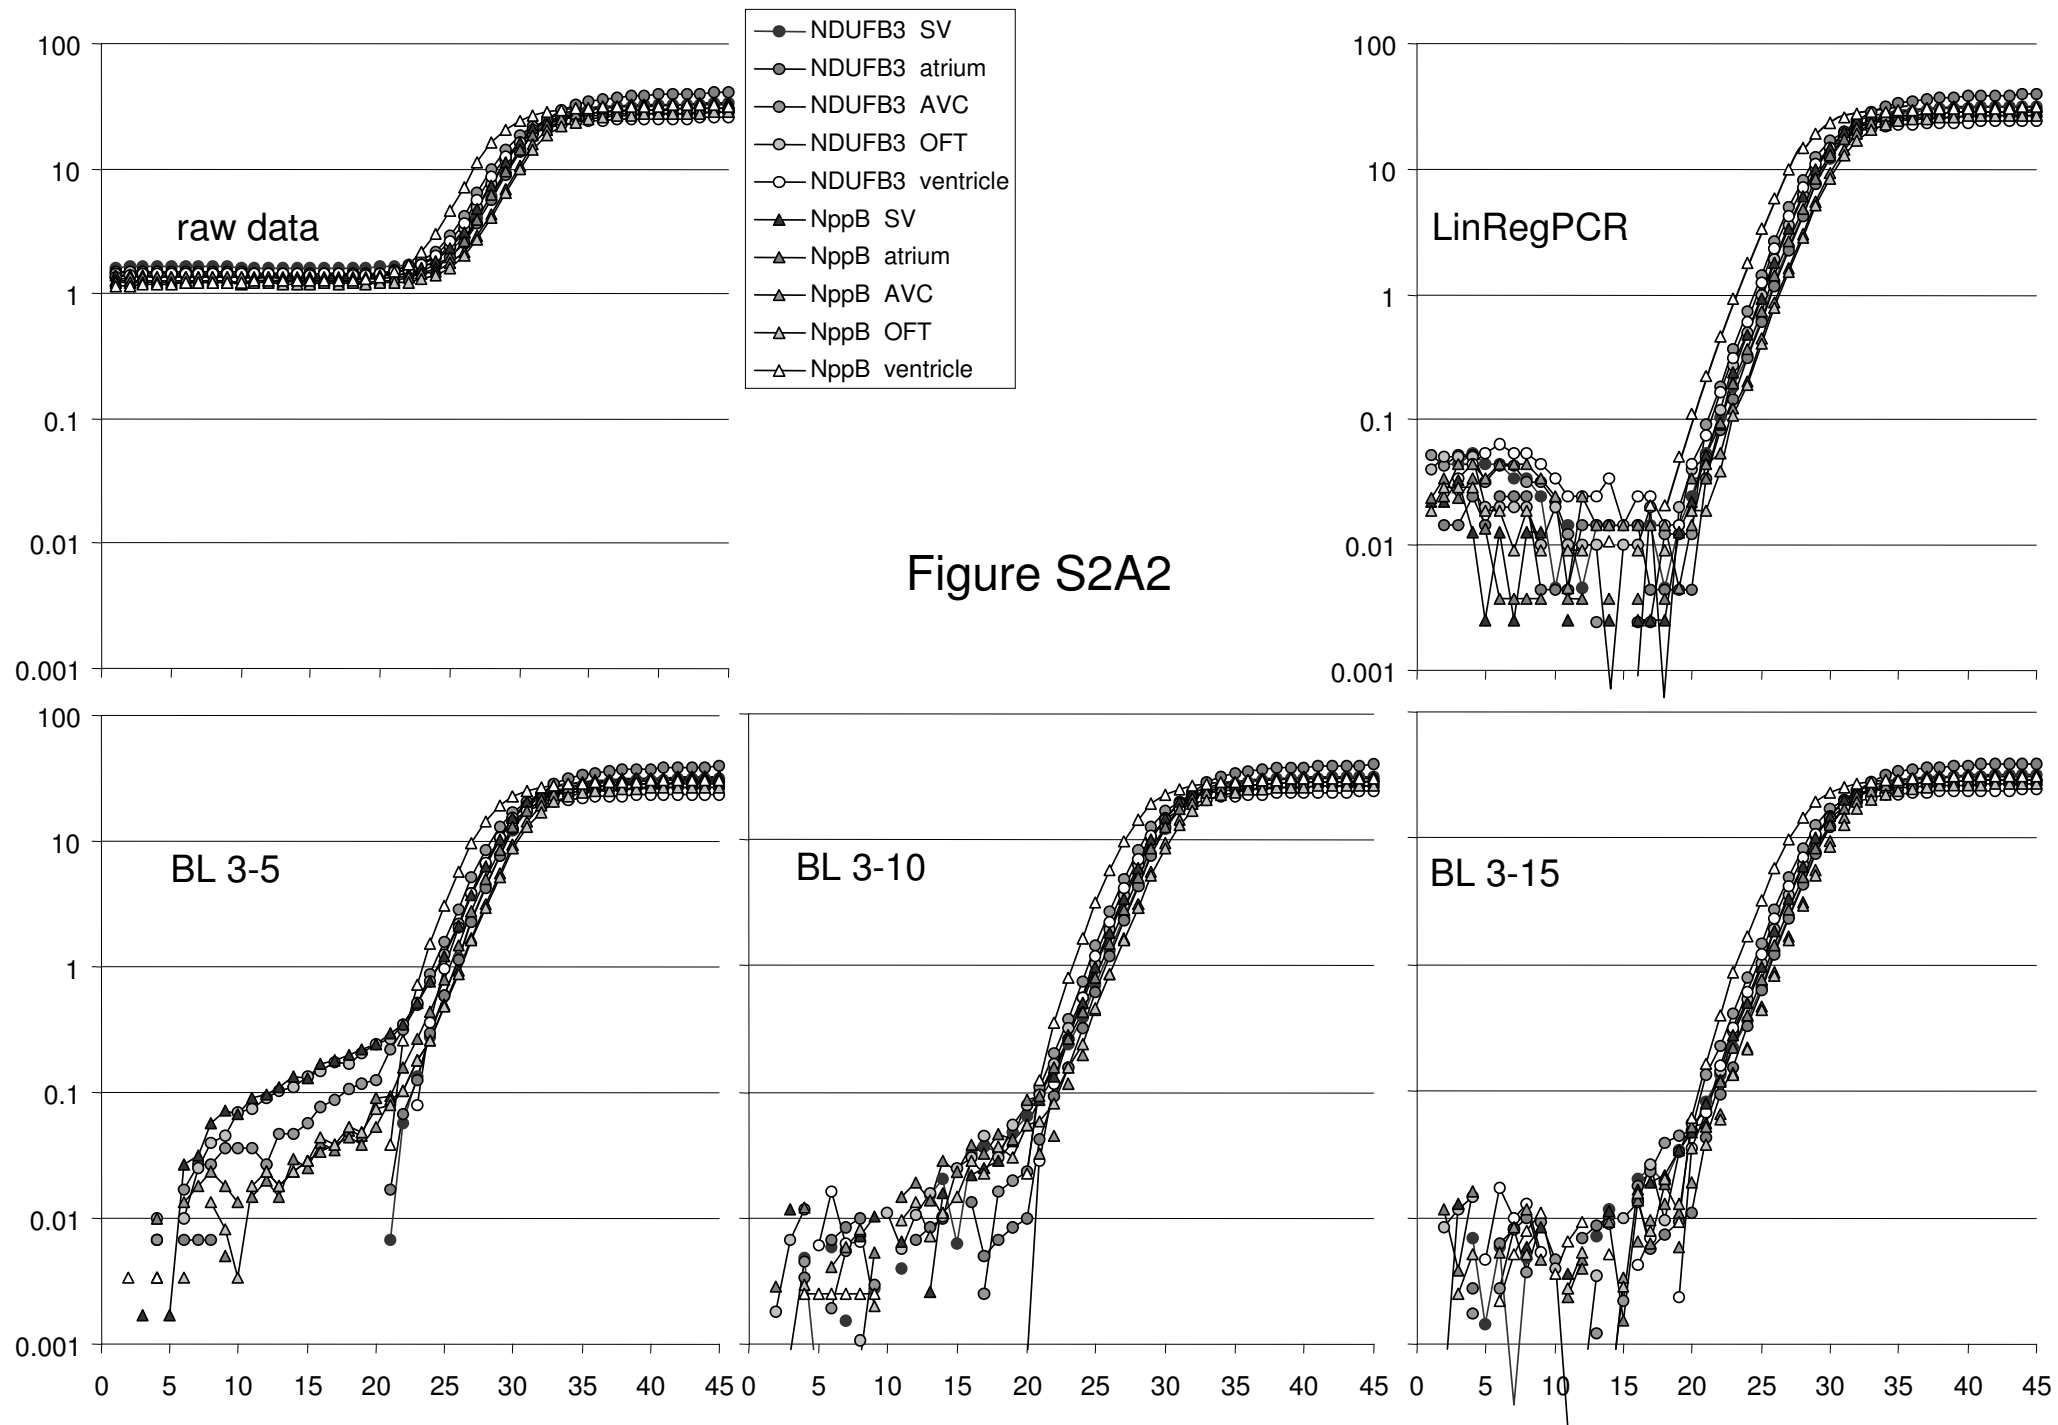 100
10
1
0.1
0.01
0.001
raw data
NDUFB3 SV
NDUFB3 atrium
NDUFB3 AVC
NDUFB3 OFT
NDUFB3 ventricle
NppB SV
NppB atrium
NppB AVC
NppB OFT
NppB ventricle
100
10
1
0.1
0.01
0.001
LinRegPCR
Figure S2A2
100
10
1
0.1
0.01
0.001
BL 3-5
0 5 10 15 20 25 30 35 40 45
BL 3-10
0 5 10 15 20 25 30 35 40 45
BL 3-15
0 5 10 15 20 25 30 35 40 45